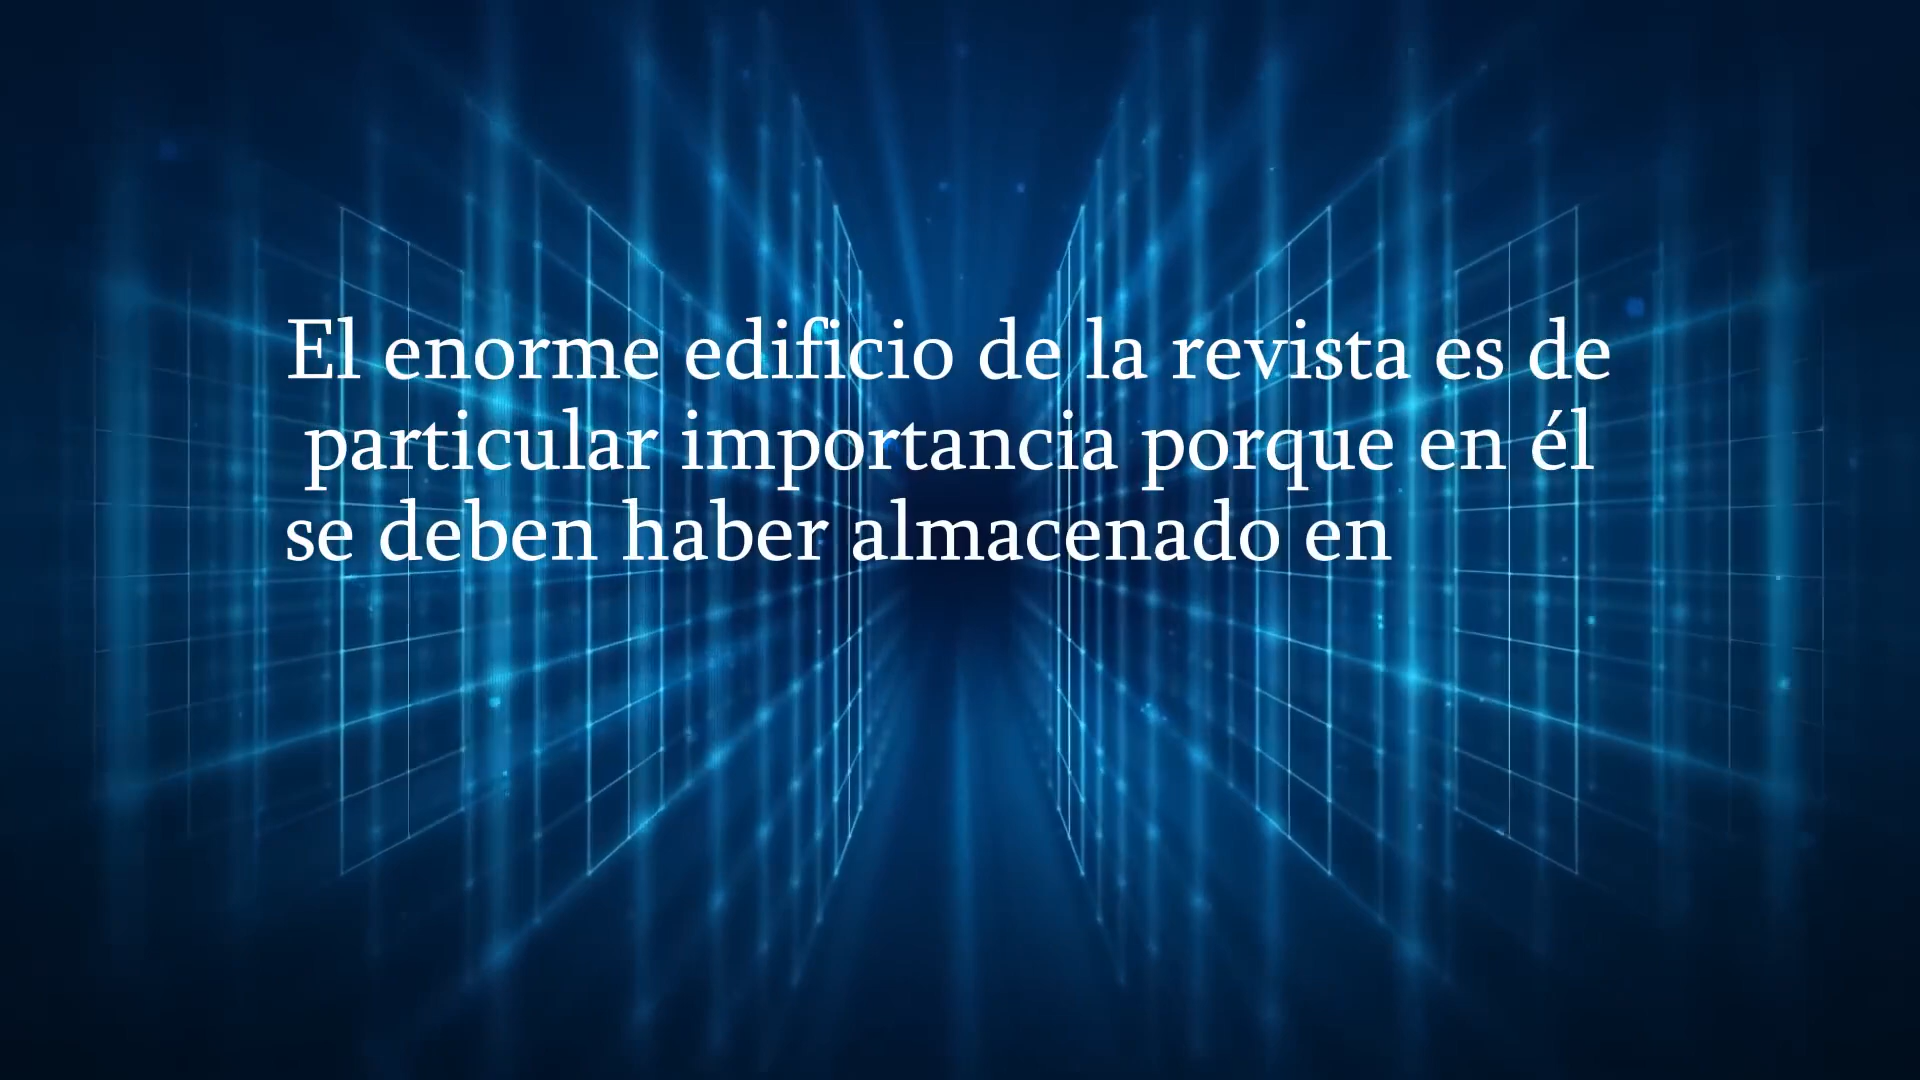 El enorme edificio de la revista es de
particular importancia porque en él
se deben haber almacenado en